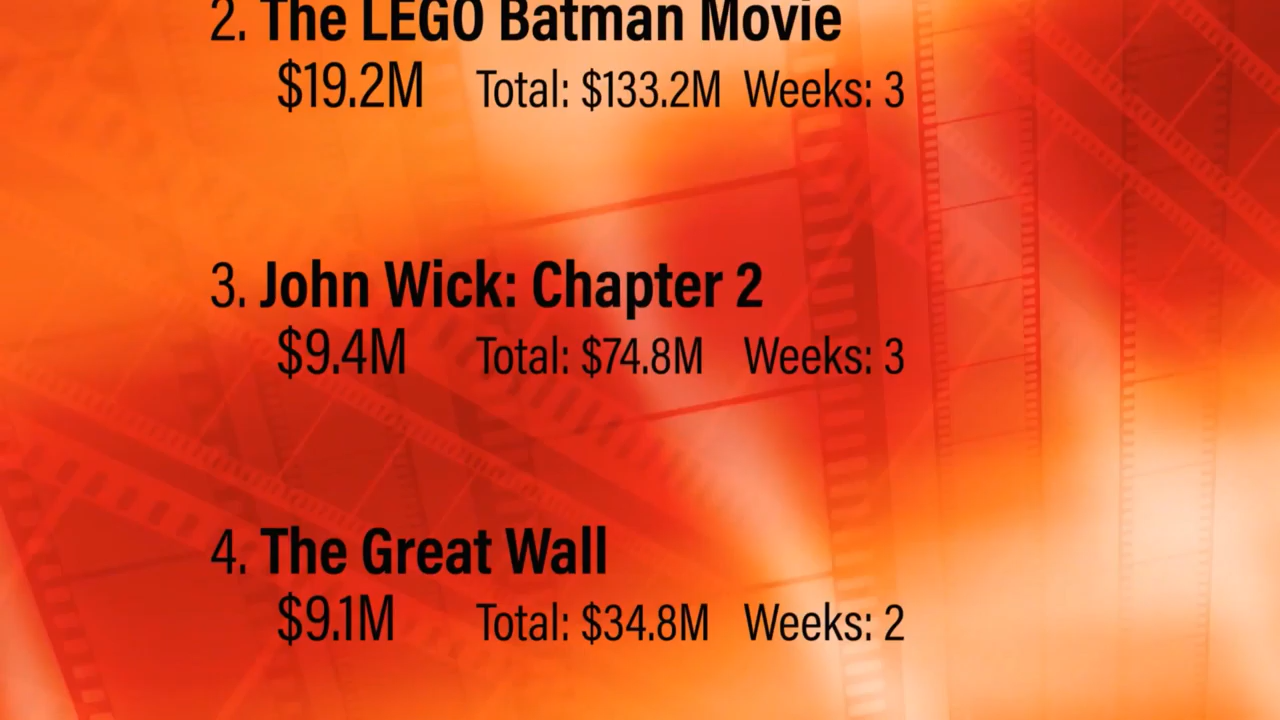 2. The LEGO Batman Movie
$19.2M Total: $133.2M Weeks: 3
3. John Wick: Chapter 2
$9.4M Total: $74.8M Weeks: 3
4. The Great Wall
$9.1M Total: $34.8M Weeks: 2